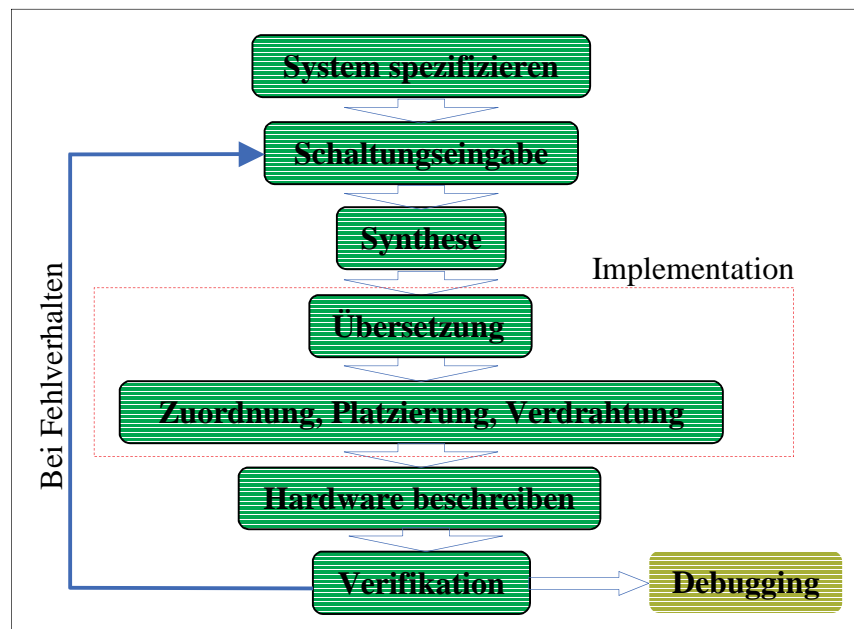 System spezifizieren
Schaltungseingabe
Synthese
Implementation
Übersetzung
Zuordnung, Platzierung, Verdrahtung
Bei Fehlverhalten
Hardware beschreiben
Verifikation
Debugging